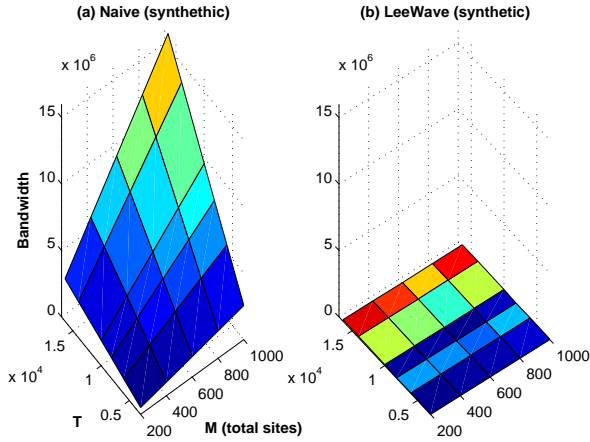 (a) Naive (synthethic)
(b) LeeWave (synthetic)
x 10^6
x 10^6
15
10
5
0
Bandwidth
15
10
5
0
1.5
1
0.5
x 10^4
T
200
400
600
800
1000
M (total sites)
1.5
1
0.5
x 10^4
200
400
600
800
1000